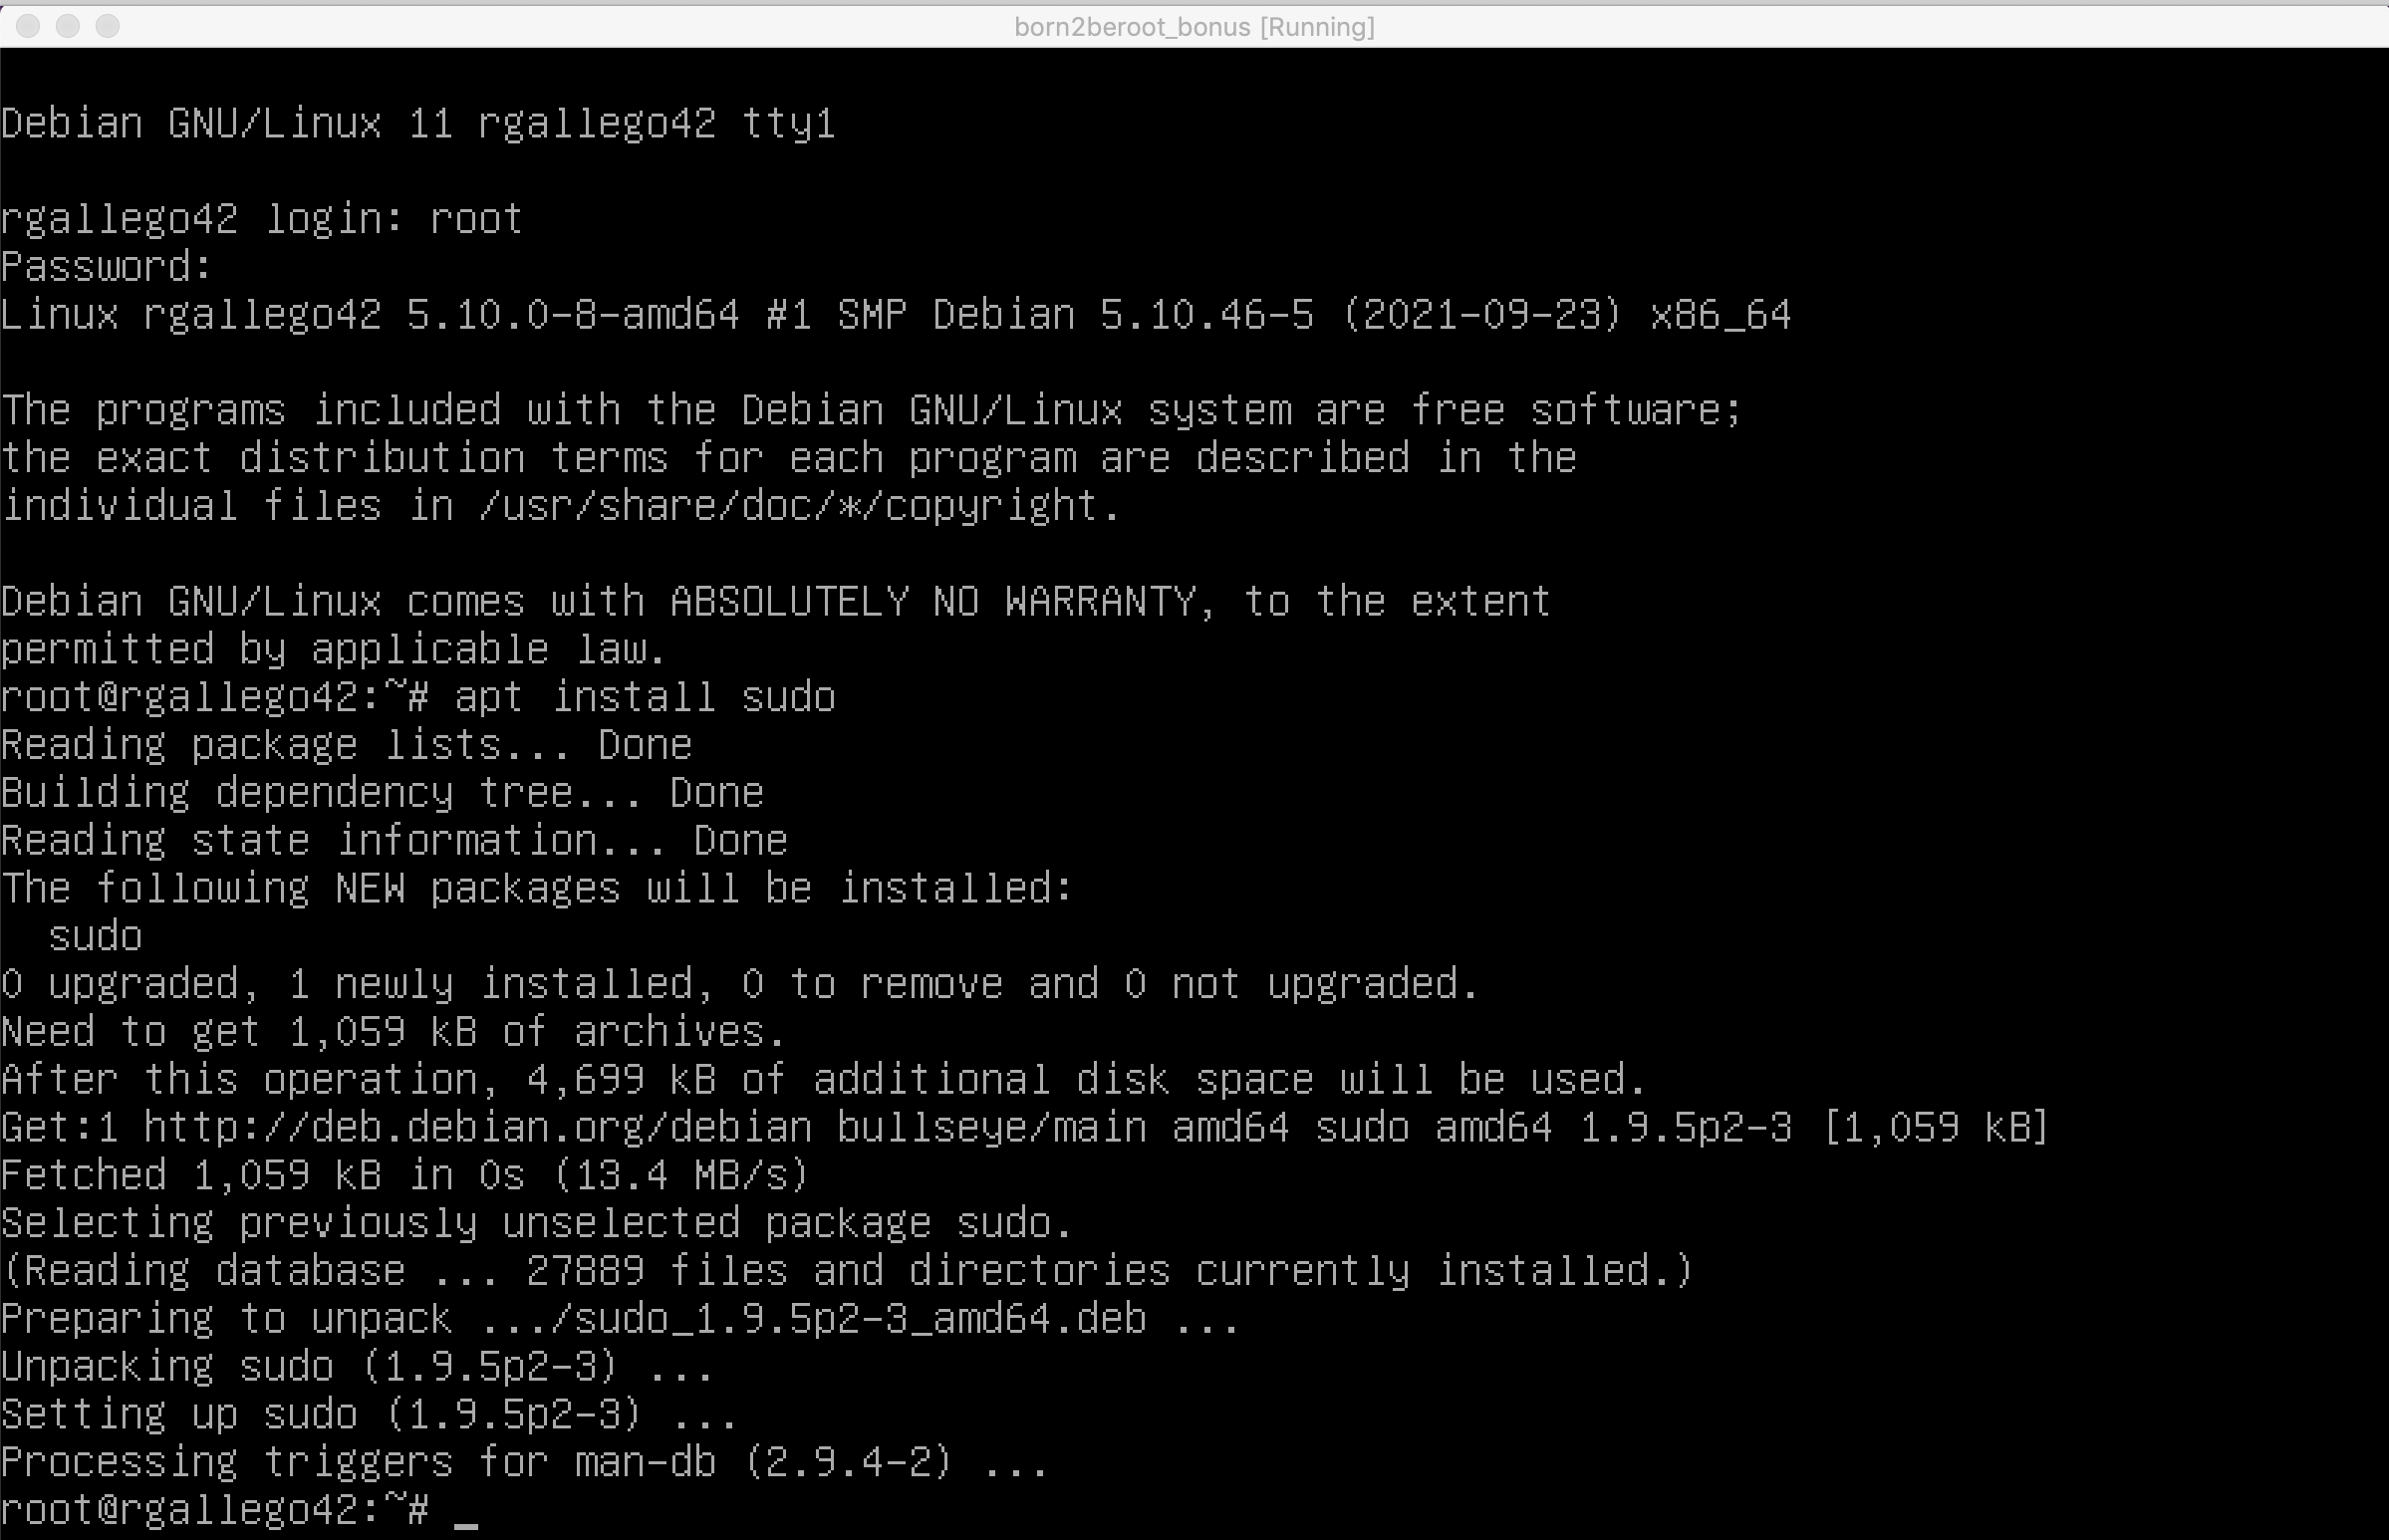 born2beroot_bonus [Running]
Debian GNU/Linux 11 rgallego42 tty1
rgallego42 login: root
Password:
Linux rgallego42 5.10.0-8-amd64 #1 SMP Debian 5.10.46-5 (2021-09-23) x86_64
The programs included with the Debian GNU/Linux system are free software;
the exact distribution terms for each program are described in the
individual files in /usr/share/doc/*/copyright.
Debian GNU/Linux comes with ABSOLUTELY NO WARRANTY, to the extent
permitted by applicable law.
root@rgallego42:~# apt install sudo
Reading package lists... Done
Building dependency tree... Done
Reading state information... Done
The following NEW packages will be installed:
  sudo
0 upgraded, 1 newly installed, 0 to remove and 0 not upgraded.
Need to get 1,059 kB of archives.
After this operation, 4,699 kB of additional disk space will be used.
Get:1 http://deb.debian.org/debian bullseye/main amd64 sudo amd64 1.9.5p2-3 [1,059 kB]
Fetched 1,059 kB in 0s (13.4 MB/s)
Selecting previously unselected package sudo.
(Reading database ... 27889 files and directories currently installed.)
Preparing to unpack .../sudo_1.9.5p2-3_amd64.deb ...
Unpacking sudo (1.9.5p2-3) ...
Setting up sudo (1.9.5p2-3) ...
Processing triggers for man-db (2.9.4-2) ...
root@rgallego42:~# _